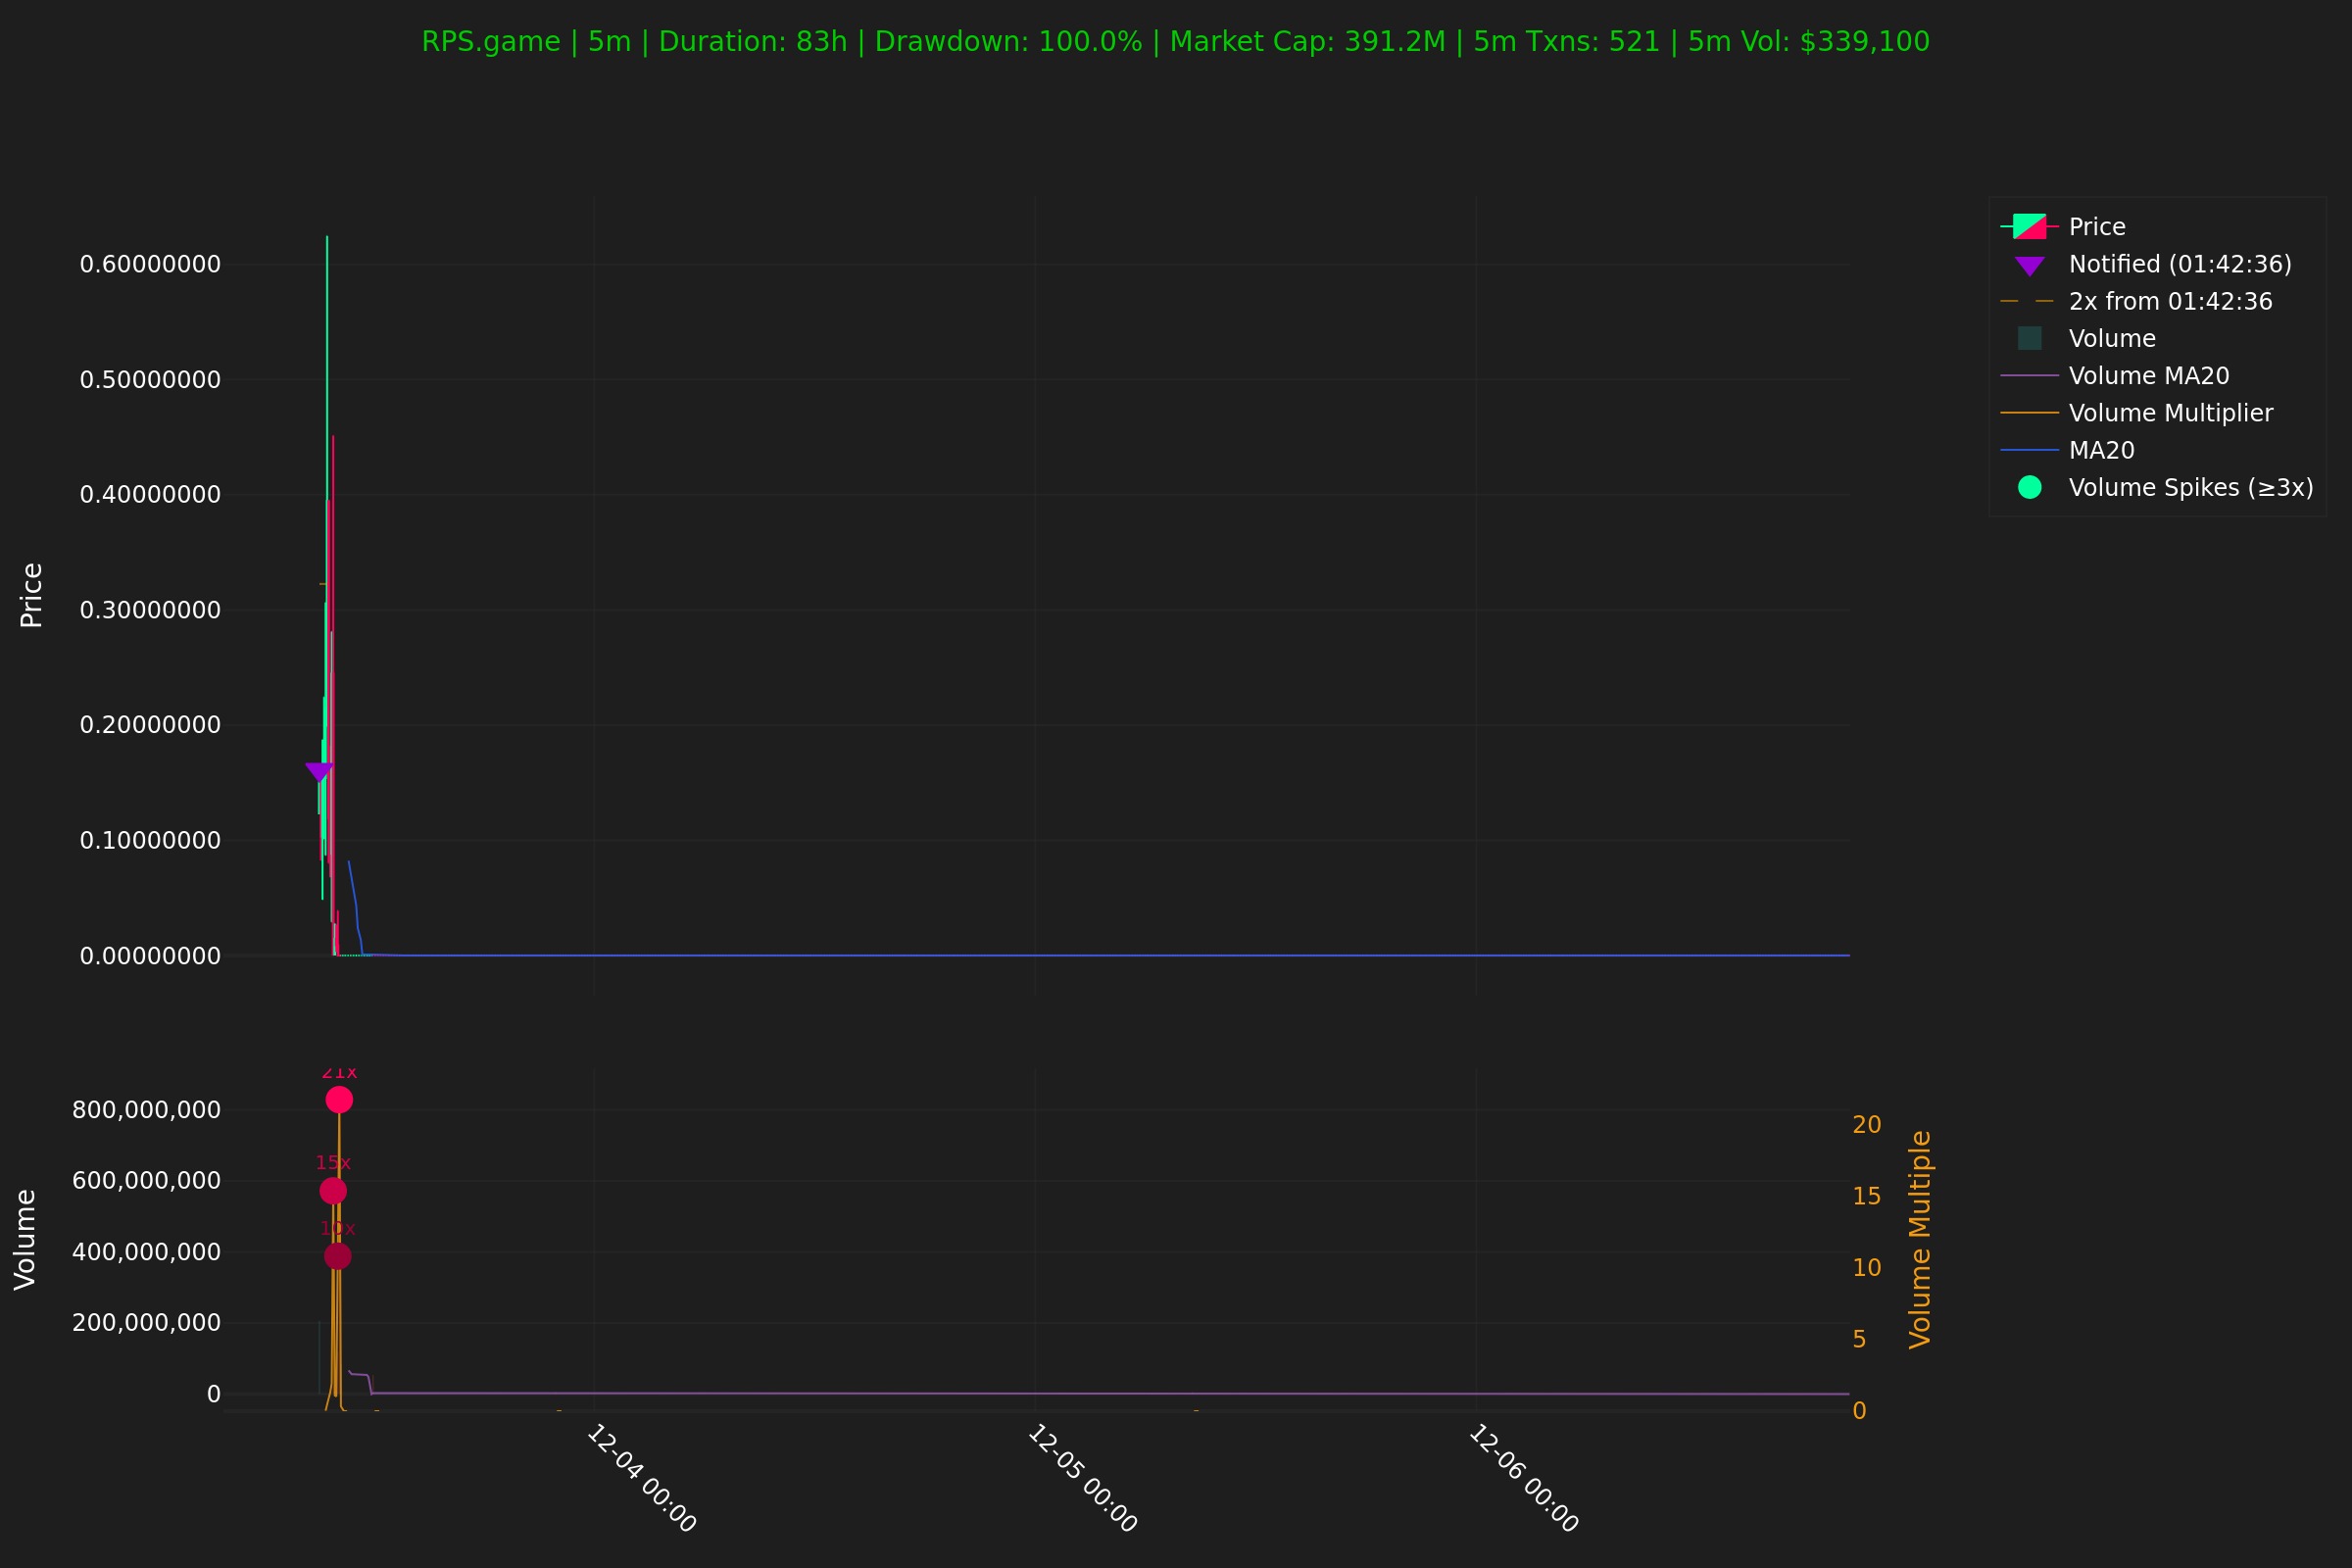 RPS.game | 5m | Duration: 83h | Drawdown: 100.0% | Market Cap: 391.2M | 5m Txns: 521 | 5m Vol: $339,100
Price
0.60000000
0.50000000
0.40000000
0.30000000
0.20000000
0.10000000
0.00000000
Price
Notified (01:42:36)
2x from 01:42:36
Volume
Volume MA20
Volume Multiplier
MA20
Volume Spikes (≥3x)
Volume
800,000,000
600,000,000
400,000,000
200,000,000
0
21x
15x
10x
20
15
10
5
0
Volume Multiple
12-04 00:00
12-05 00:00
12-06 00:00